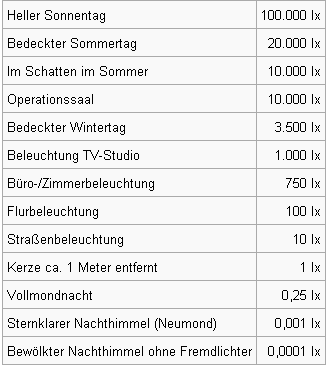 Heller Sonnentag 100.000 lx
Bedeckter Sommertag 20.000 lx
Im Schatten im Sommer 10.000 lx
Operationssaal 10.000 lx
Bedeckter Wintertag 3.500 lx
Beleuchtung TV-Studio 1.000 lx
Büro-/Zimmerbeleuchtung 750 lx
Flurbeleuchtung 100 lx
Straßenbeleuchtung 10 lx
Kerze ca. 1 Meter entfernt 1 lx
Vollmondnacht 0,25 lx
Sternklarer Nachthimmel (Neumond) 0,001 lx
Bewölkter Nachthimmel ohne Fremdlichter 0,0001 lx